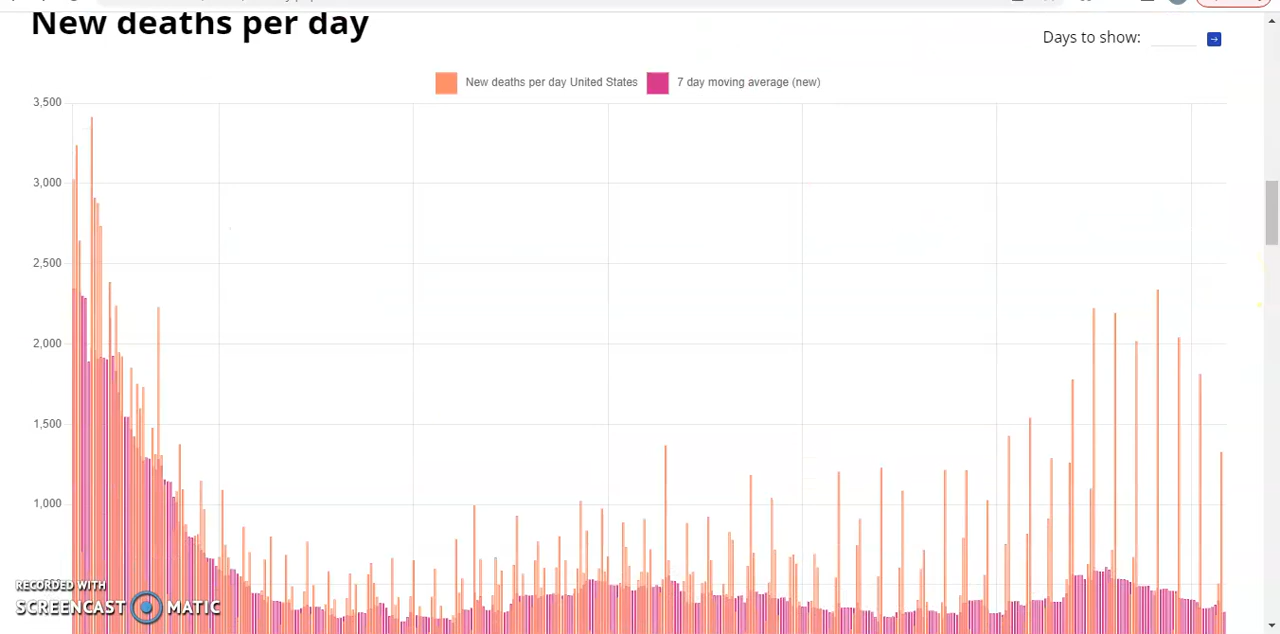 New deaths per day
Days to show:
New deaths per day United States 7 day moving average (new)
3,500
3,000
2,500
2,000
1,500
1,000
RECORDED WITH
SCREENCAST MATIC